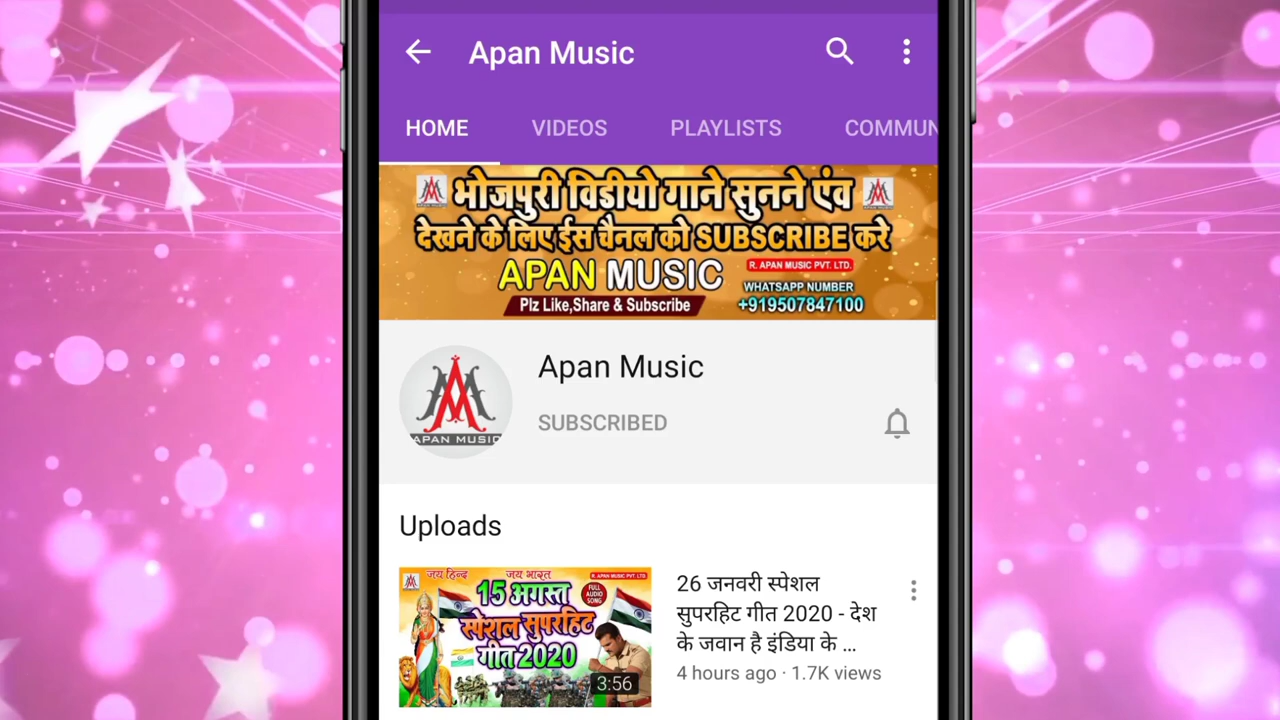 Apan Music
HOME VIDEOS PLAYLISTS COMMUN
भोजपुरी विडीयो गाने सुनने एंव
देखने के लिए ईस चैनल को SUBSCRIBE करे
APAN MUSIC
R. APAN MUSIC PVT. LTD.
WHATSAPP NUMBER
Plz Like,Share & Subscribe
+919507847100
Apan Music
SUBSCRIBED
APAN MUSIC
Uploads
जय हिन्द जय भारत
R. APAN MUSIC PVT. LTD
15 अगस्त
FULL
AUDIO
SONG
स्पेशल सुपरहिट
गीत 2020
3:56
26 जनवरी स्पेशल
सुपरहिट गीत 2020 - देश
के जवान है इंडिया के ...
4 hours ago · 1.7K views